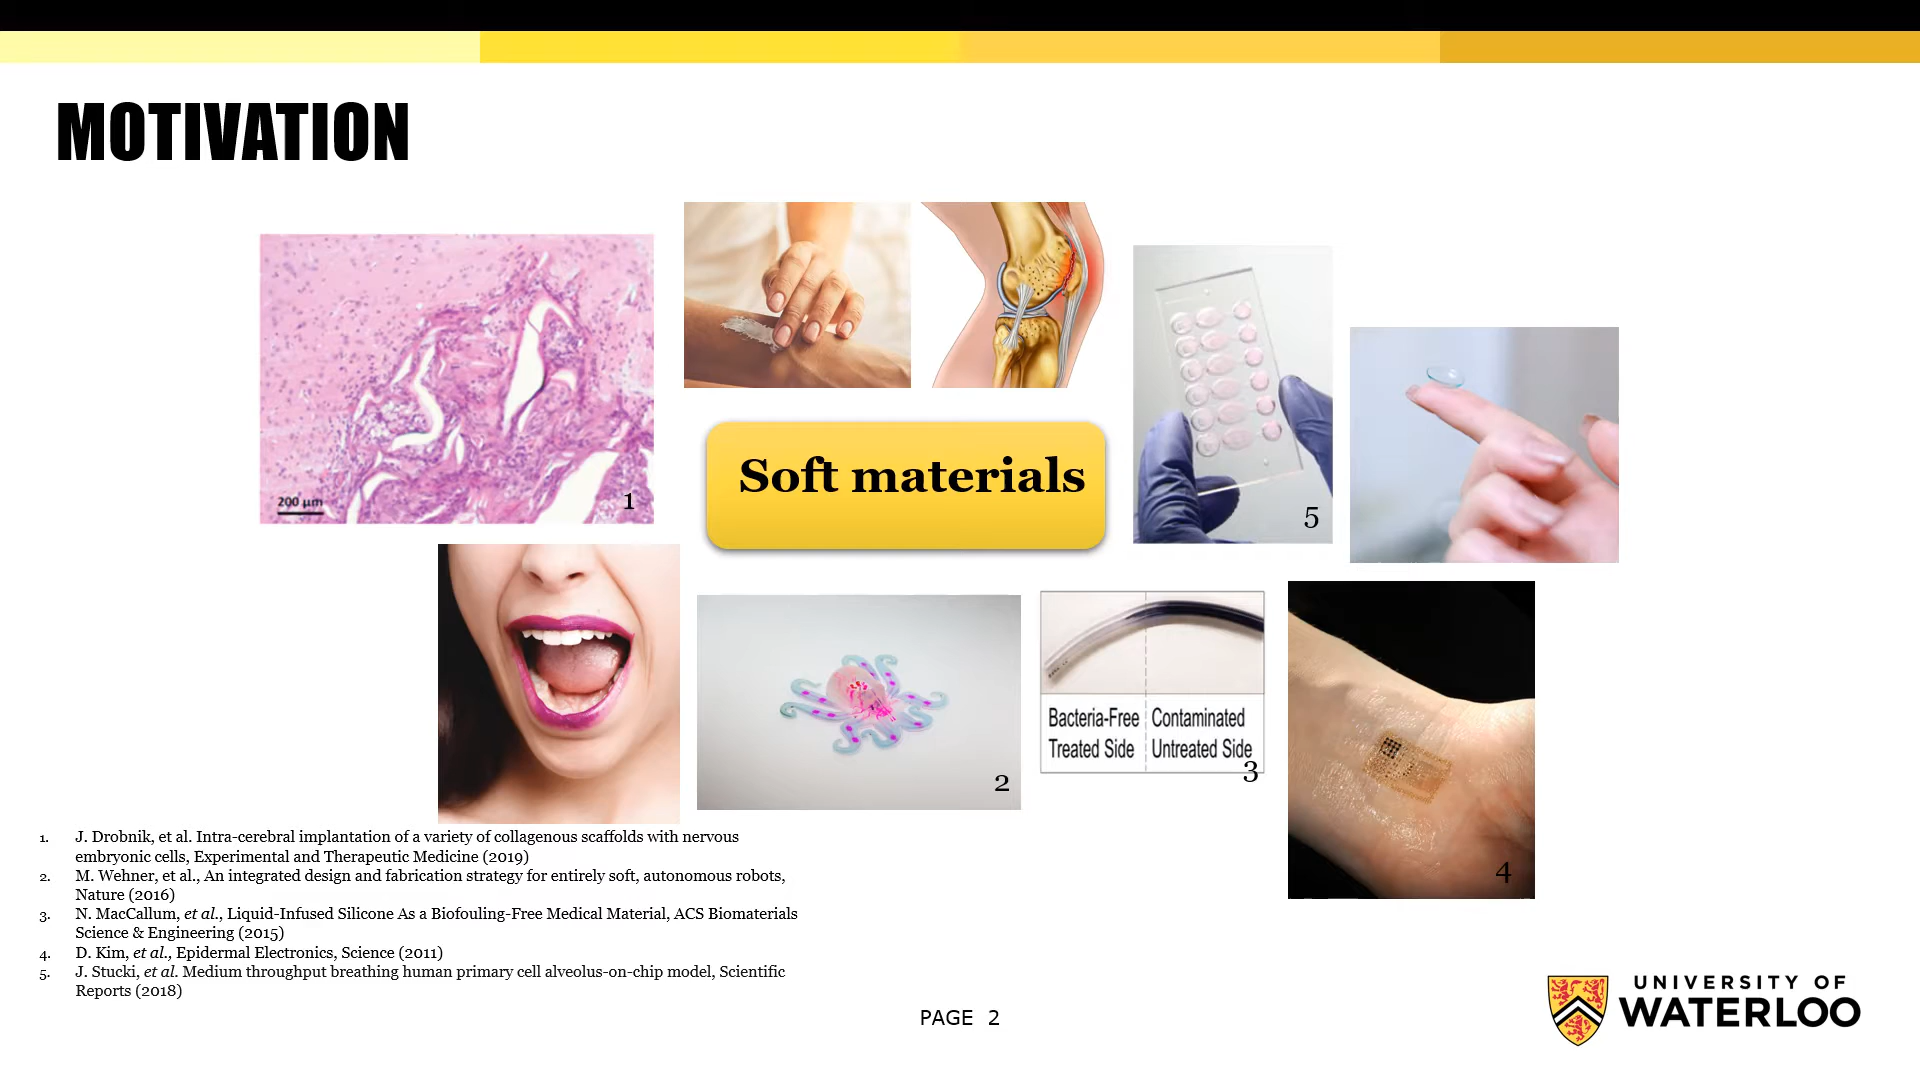 MOTIVATION
200 µm
1
Soft materials
5
2
Bacteria-Free Treated Side
Contaminated Untreated Side
3
4
1. J. Drobnik, et al. Intra-cerebral implantation of a variety of collagenous scaffolds with nervous
embryonic cells, Experimental and Therapeutic Medicine (2019)
2. M. Wehner, et al., An integrated design and fabrication strategy for entirely soft, autonomous robots,
Nature (2016)
3. N. MacCallum, et al., Liquid-Infused Silicone As a Biofouling-Free Medical Material, ACS Biomaterials
Science & Engineering (2015)
4. D. Kim, et al., Epidermal Electronics, Science (2011)
5. J. Stucki, et al. Medium throughput breathing human primary cell alveolus-on-chip model, Scientific
Reports (2018)
PAGE 2
UNIVERSITY OF
WATERLOO